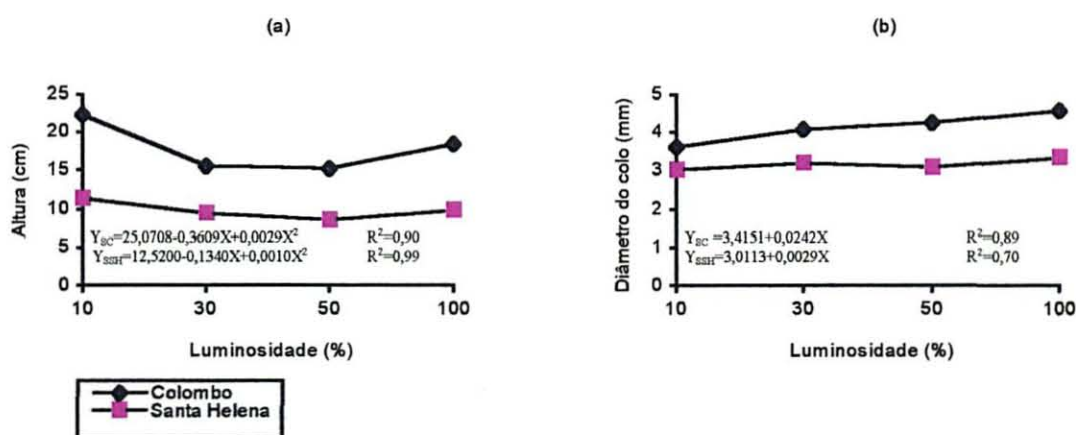 (a)
Altura (cm)
25
20
15
10
5
0
Y_SC=25,0708-0,3609X+0,0029X² R²=0,90
Y_SSH=12,5200-0,1340X+0,0010X² R²=0,99
10 30 50 100
Luminosidade (%)
Colombo
Santa Helena
(b)
Diâmetro do colo (mm)
5
4
3
2
1
0
Y_SC =3,4151+0,0242X R²=0,89
Y_SSH=3,0113+0,0029X R²=0,70
10 30 50 100
Luminosidade (%)